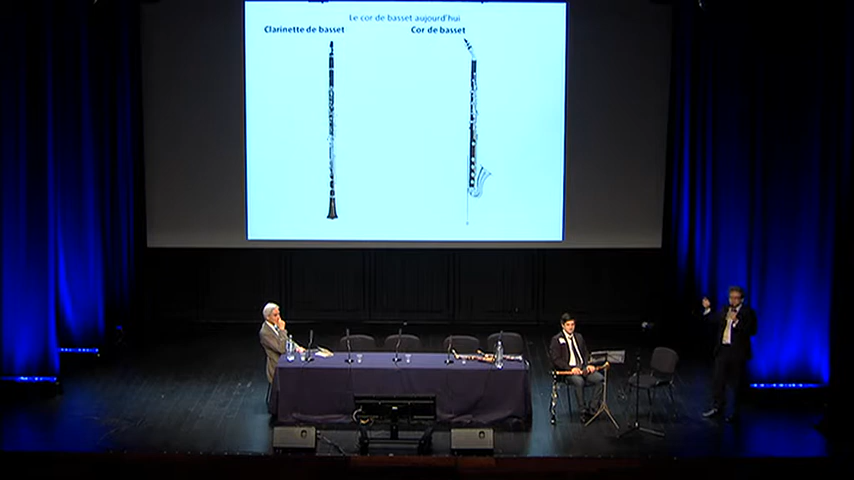 Le cor de basset aujourd'hui
Clarinette de basset
Cor de basset